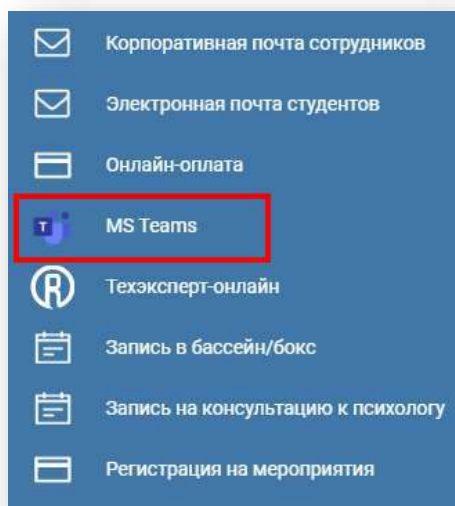 Корпоративная почта сотрудников
Электронная почта студентов
Онлайн-оплата
MS Teams
Техэксперт-онлайн
Запись в бассейн/бокс
Запись на консультацию к психологу
Регистрация на мероприятия